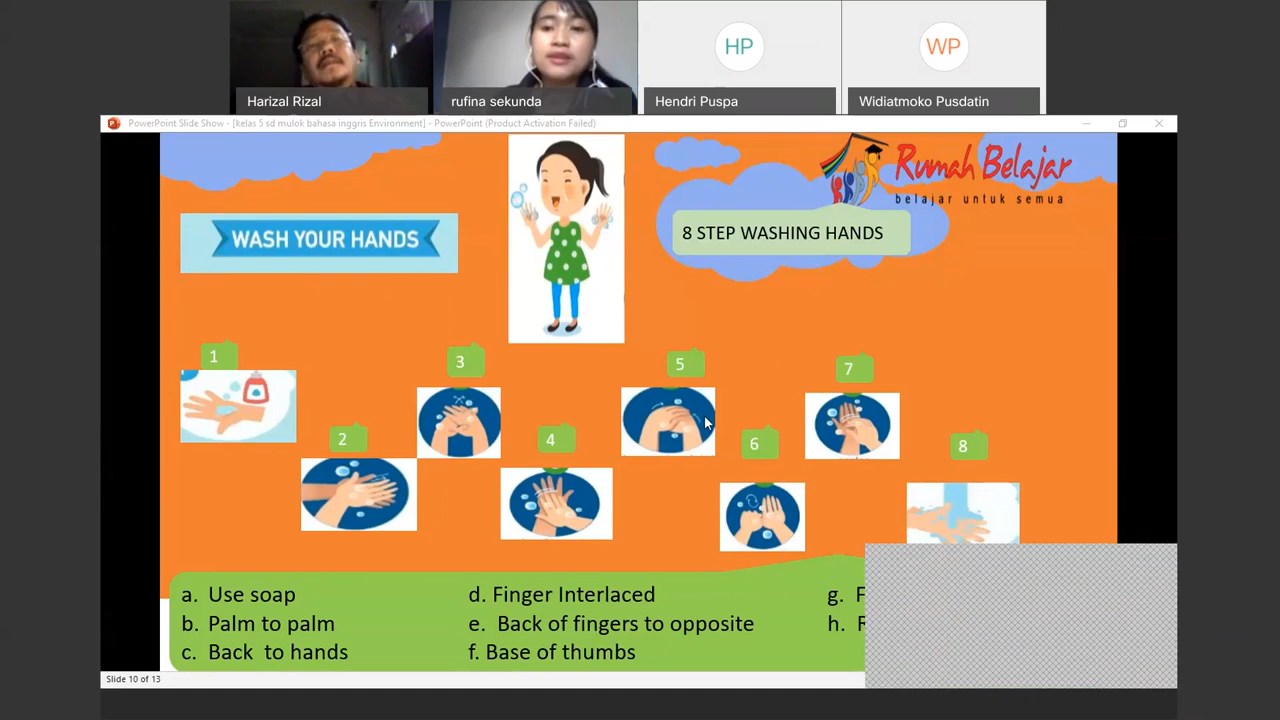 HP
WP
Harizal Rizal
rufina sekunda
Hendri Puspa
Widiatmoko Pusdatin
PowerPoint Slide Show - [kelas 5 sd mulok bahasa inggris Environment] - PowerPoint (Product Activation Failed)
Rumah Belajar
belajar untuk semua
WASH YOUR HANDS
8 STEP WASHING HANDS
1
2
3
4
5
6
7
8
a. Use soap
b. Palm to palm
c. Back to hands
d. Finger Interlaced
e. Back of fingers to opposite
f. Base of thumbs
g.
h.
Slide 10 of 13